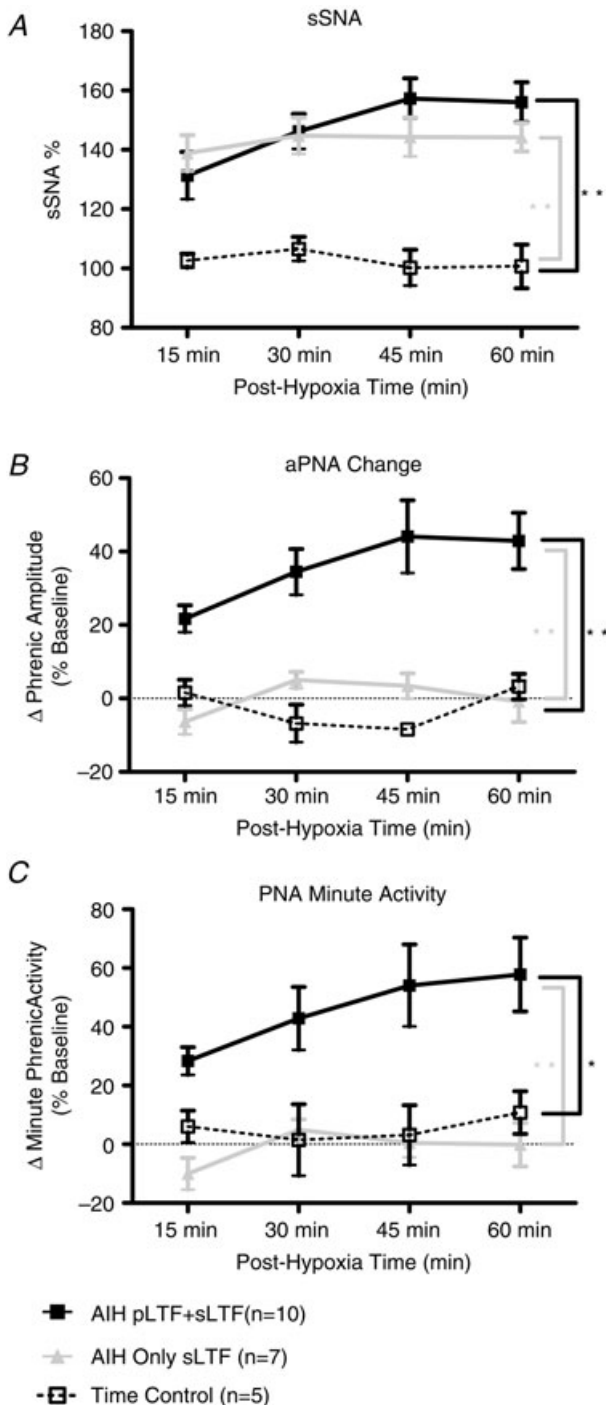 A
sSNA
180
160
140
120
100
80
sSNA %
* *
* *
15 min 30 min 45 min 60 min
Post-Hypoxia Time (min)
B
aPNA Change
60
40
20
0
−20
Δ Phrenic Amplitude
(% Baseline)
* *
* *
15 min 30 min 45 min 60 min
Post-Hypoxia Time (min)
C
PNA Minute Activity
80
60
40
20
0
−20
Δ Minute PhrenicActivity
(% Baseline)
* *
*
15 min 30 min 45 min 60 min
Post-Hypoxia Time (min)
AIH pLTF+sLTF(n=10)
AIH Only sLTF (n=7)
Time Control (n=5)